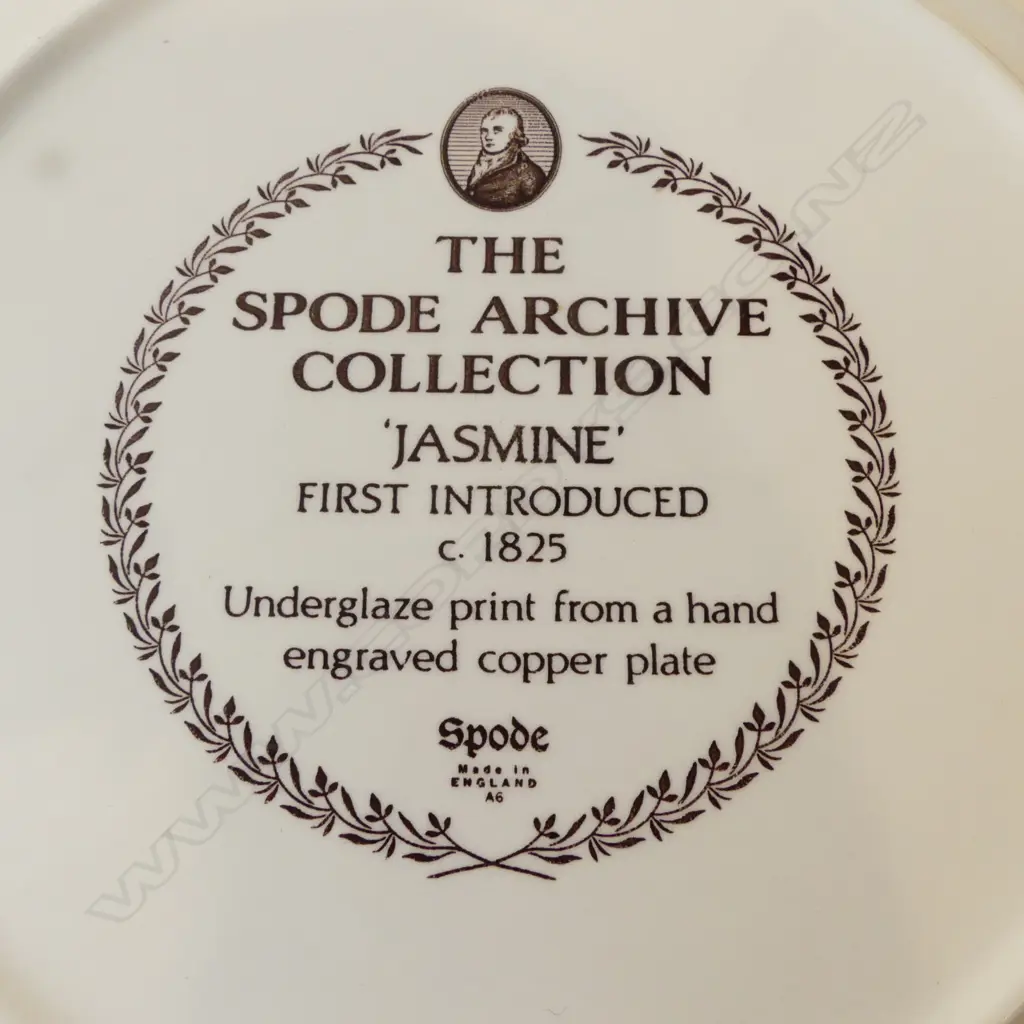 THE
SPODE ARCHIVE
COLLECTION
'JASMINE'
FIRST INTRODUCED
c. 1825
Underglaze print from a hand
engraved copper plate
Spode
Made in
ENGLAND
A6